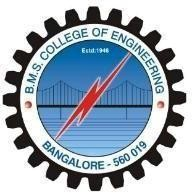 B.M.S. COLLEGE OF ENGINEERING
Estd:1946
BANGALORE - 560 019